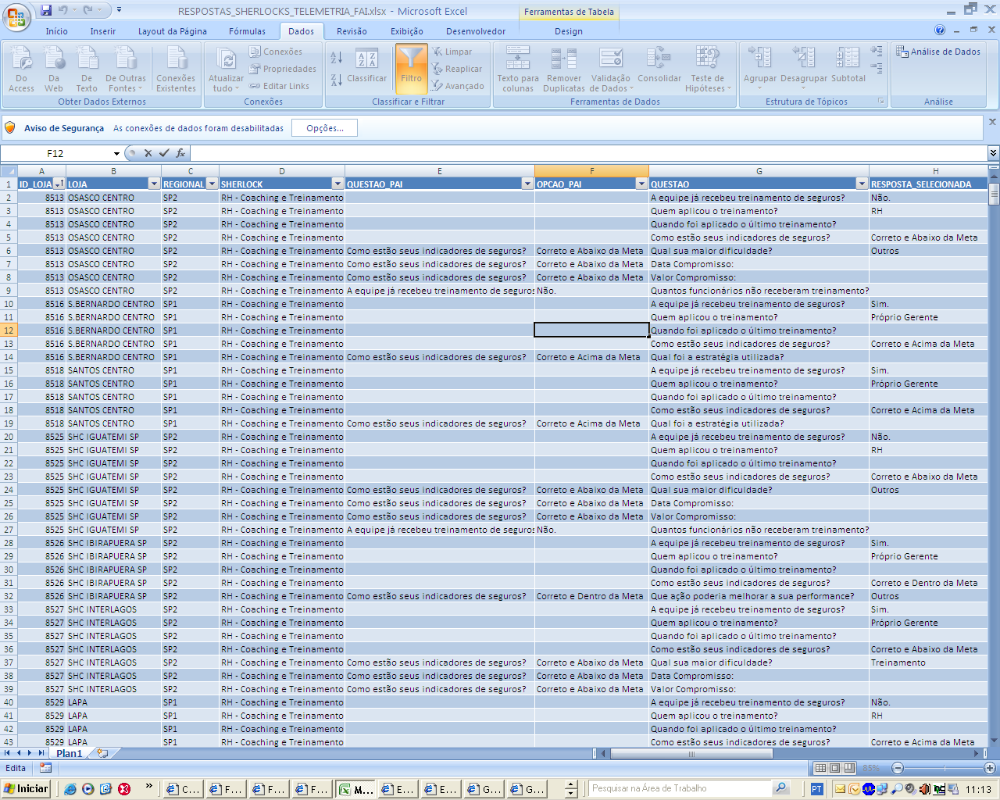 RESPOSTAS_SHERLOCKS_TELEMETRIA_FAI.xlsx - Microsoft Excel
Ferramentas de Tabela
Início Inserir Layout da Página Fórmulas Dados Revisão Exibição Desenvolvedor Design
Do Access
Da Web
De Texto
De Outras Fontes
Conexões Existentes
Obter Dados Externos
Atualizar tudo
Conexões
Propriedades
Editar Links
Conexões
Classificar
Filtro
Limpar
Reaplicar
Avançado
Classificar e Filtrar
Texto para colunas
Remover Duplicatas
Validação de Dados
Consolidar
Teste de Hipóteses
Ferramentas de Dados
Agrupar
Desagrupar
Subtotal
Estrutura de Tópicos
Análise de Dados
Análise
Aviso de Segurança As conexões de dados foram desabilitadas Opções...
F12
A B C D E F G H
1 ID_LOJA LOJA REGIONAL SHERLOCK QUESTAO_PAI OPCAO_PAI QUESTAO RESPOSTA_SELECIONADA
2 8513 OSASCO CENTRO SP2 RH - Coaching e Treinamento A equipe já recebeu treinamento de seguros? Não.
3 8513 OSASCO CENTRO SP2 RH - Coaching e Treinamento Quem aplicou o treinamento? RH
4 8513 OSASCO CENTRO SP2 RH - Coaching e Treinamento Quando foi aplicado o último treinamento?
5 8513 OSASCO CENTRO SP2 RH - Coaching e Treinamento Como estão seus indicadores de seguros? Correto e Abaixo da Meta
6 8513 OSASCO CENTRO SP2 RH - Coaching e Treinamento Como estão seus indicadores de seguros? Correto e Abaixo da Meta Qual sua maior dificuldade? Outros
7 8513 OSASCO CENTRO SP2 RH - Coaching e Treinamento Como estão seus indicadores de seguros? Correto e Abaixo da Meta Data Compromisso:
8 8513 OSASCO CENTRO SP2 RH - Coaching e Treinamento Como estão seus indicadores de seguros? Correto e Abaixo da Meta Valor Compromisso:
9 8513 OSASCO CENTRO SP2 RH - Coaching e Treinamento A equipe já recebeu treinamento de seguros Não. Quantos funcionários não receberam treinamento?
10 8516 S.BERNARDO CENTRO SP1 RH - Coaching e Treinamento A equipe já recebeu treinamento de seguros? Sim.
11 8516 S.BERNARDO CENTRO SP1 RH - Coaching e Treinamento Quem aplicou o treinamento? Próprio Gerente
12 8516 S.BERNARDO CENTRO SP1 RH - Coaching e Treinamento Quando foi aplicado o último treinamento?
13 8516 S.BERNARDO CENTRO SP1 RH - Coaching e Treinamento Como estão seus indicadores de seguros? Correto e Acima da Meta
14 8516 S.BERNARDO CENTRO SP1 RH - Coaching e Treinamento Como estão seus indicadores de seguros? Correto e Acima da Meta Qual foi a estratégia utilizada?
15 8518 SANTOS CENTRO SP1 RH - Coaching e Treinamento A equipe já recebeu treinamento de seguros? Sim.
16 8518 SANTOS CENTRO SP1 RH - Coaching e Treinamento Quem aplicou o treinamento? Próprio Gerente
17 8518 SANTOS CENTRO SP1 RH - Coaching e Treinamento Quando foi aplicado o último treinamento?
18 8518 SANTOS CENTRO SP1 RH - Coaching e Treinamento Como estão seus indicadores de seguros? Correto e Acima da Meta
19 8518 SANTOS CENTRO SP1 RH - Coaching e Treinamento Como estão seus indicadores de seguros? Correto e Acima da Meta Qual foi a estratégia utilizada?
20 8525 SHC IGUATEMI SP SP2 RH - Coaching e Treinamento A equipe já recebeu treinamento de seguros? Não.
21 8525 SHC IGUATEMI SP SP2 RH - Coaching e Treinamento Quem aplicou o treinamento? RH
22 8525 SHC IGUATEMI SP SP2 RH - Coaching e Treinamento Quando foi aplicado o último treinamento?
23 8525 SHC IGUATEMI SP SP2 RH - Coaching e Treinamento Como estão seus indicadores de seguros? Correto e Abaixo da Meta
24 8525 SHC IGUATEMI SP SP2 RH - Coaching e Treinamento Como estão seus indicadores de seguros? Correto e Abaixo da Meta Qual sua maior dificuldade? Outros
25 8525 SHC IGUATEMI SP SP2 RH - Coaching e Treinamento Como estão seus indicadores de seguros? Correto e Abaixo da Meta Data Compromisso:
26 8525 SHC IGUATEMI SP SP2 RH - Coaching e Treinamento Como estão seus indicadores de seguros? Correto e Abaixo da Meta Valor Compromisso:
27 8525 SHC IGUATEMI SP SP2 RH - Coaching e Treinamento A equipe já recebeu treinamento de seguros Não. Quantos funcionários não receberam treinamento?
28 8526 SHC IBIRAPUERA SP SP2 RH - Coaching e Treinamento A equipe já recebeu treinamento de seguros? Sim.
29 8526 SHC IBIRAPUERA SP SP2 RH - Coaching e Treinamento Quem aplicou o treinamento? Próprio Gerente
30 8526 SHC IBIRAPUERA SP SP2 RH - Coaching e Treinamento Quando foi aplicado o último treinamento?
31 8526 SHC IBIRAPUERA SP SP2 RH - Coaching e Treinamento Como estão seus indicadores de seguros? Correto e Dentro da Meta
32 8526 SHC IBIRAPUERA SP SP2 RH - Coaching e Treinamento Como estão seus indicadores de seguros? Correto e Dentro da Meta Que ação poderia melhorar a sua performance? Outros
33 8527 SHC INTERLAGOS SP2 RH - Coaching e Treinamento A equipe já recebeu treinamento de seguros? Sim.
34 8527 SHC INTERLAGOS SP2 RH - Coaching e Treinamento Quem aplicou o treinamento? Próprio Gerente
35 8527 SHC INTERLAGOS SP2 RH - Coaching e Treinamento Quando foi aplicado o último treinamento?
36 8527 SHC INTERLAGOS SP2 RH - Coaching e Treinamento Como estão seus indicadores de seguros? Correto e Abaixo da Meta
37 8527 SHC INTERLAGOS SP2 RH - Coaching e Treinamento Como estão seus indicadores de seguros? Correto e Abaixo da Meta Qual sua maior dificuldade? Treinamento
38 8527 SHC INTERLAGOS SP2 RH - Coaching e Treinamento Como estão seus indicadores de seguros? Correto e Abaixo da Meta Data Compromisso:
39 8527 SHC INTERLAGOS SP2 RH - Coaching e Treinamento Como estão seus indicadores de seguros? Correto e Abaixo da Meta Valor Compromisso:
40 8529 LAPA SP1 RH - Coaching e Treinamento A equipe já recebeu treinamento de seguros? Não.
41 8529 LAPA SP1 RH - Coaching e Treinamento Quem aplicou o treinamento? RH
42 8529 LAPA SP1 RH - Coaching e Treinamento Quando foi aplicado o último treinamento?
43 8529 LAPA SP1 RH - Coaching e Treinamento Como estão seus indicadores de seguros? Correto e Acima da Meta
Plan1
Edita 85%
Iniciar » C... F... F... F... M... E... E... G... G... Pesquisar na Área de Trabalho PT 11:13